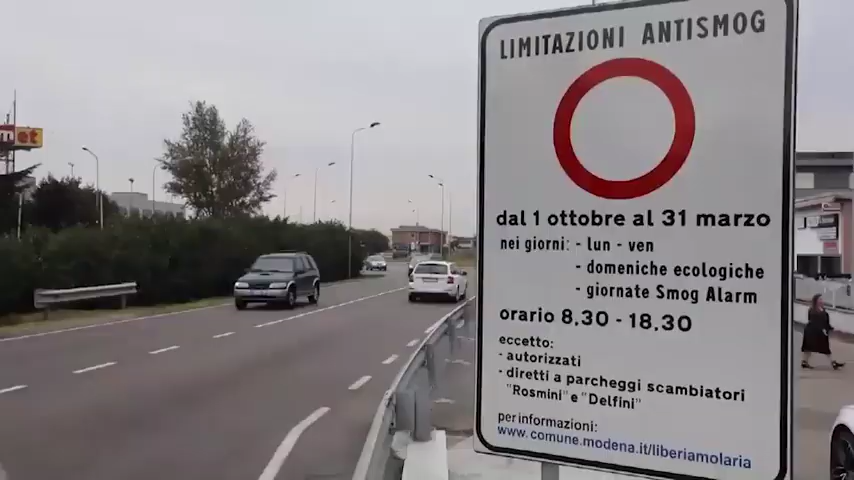 LIMITAZIONI ANTISMOG
dal 1 ottobre al 31 marzo
nei giorni: - lun - ven
- domeniche ecologiche
- giornate Smog Alarm
orario 8,30 - 18,30
eccetto:
- autorizzati
- diretti a parcheggi scambiatori
"Rosmini" e "Delfini"
per informazioni:
www.comune.modena.it/liberiamolaria